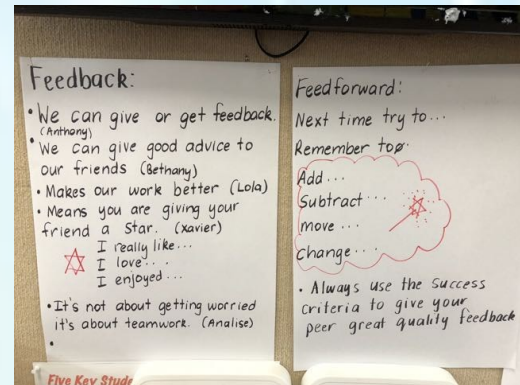 Feedback:
• We can give or get feedback.
(Anthony)
• We can give good advice to
our friends (Bethany)
• Makes our work better (Lola)
• Means you are giving your
friend a star. (xavier)
I really like...
I love...
I enjoyed...
• It's not about getting worried
it's about teamwork. (Analise)
•
Five Key Stude
Feedforward:
Next time try to...
Remember to
Add...
Subtract...
move...
change...
• Always use the success
criteria to give your
peer great quality feedback